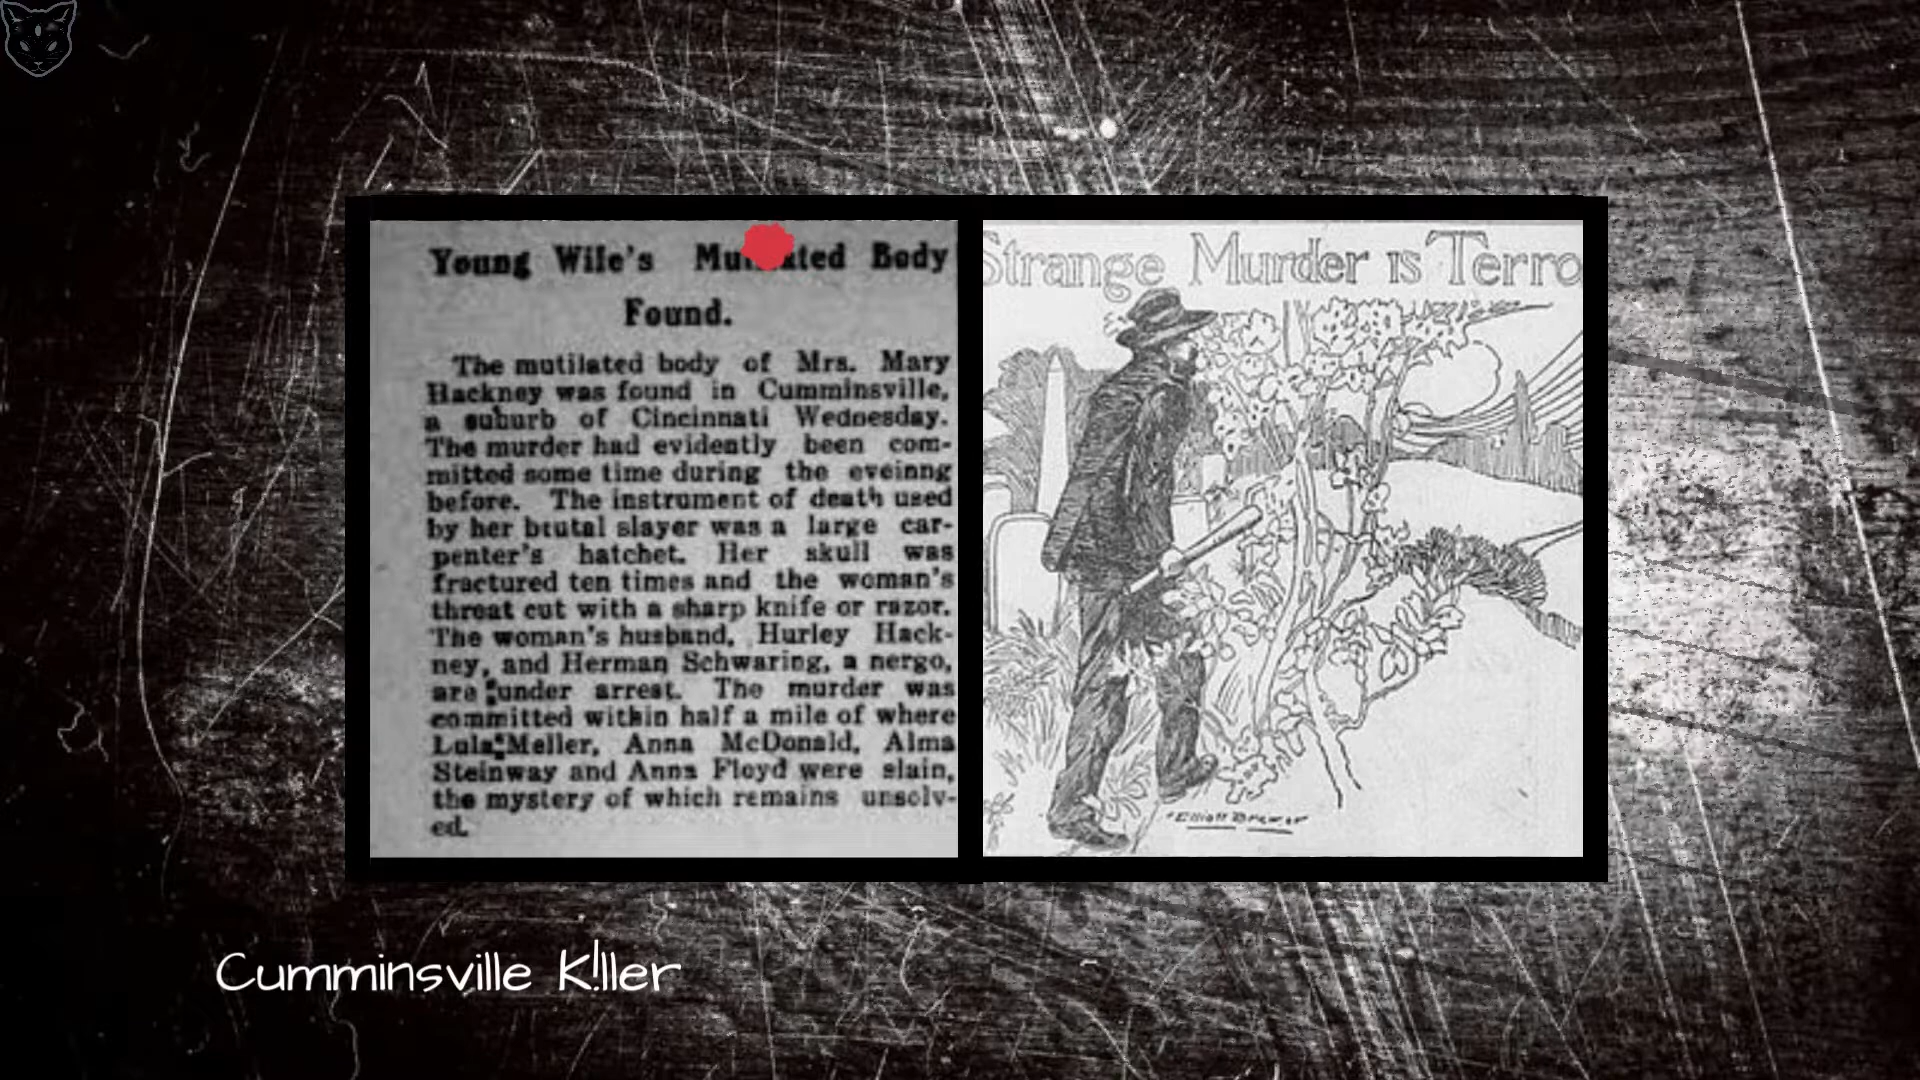 Young Wife's Mutilated Body
Found.
The mutilated body of Mrs. Mary
Hackney was found in Cumminsville,
a suburb of Cincinnati Wednesday.
The murder had evidently been com-
mitted some time during the eveinng
before. The instrument of death used
by her brutal slayer was a large car-
penter's hatchet. Her skull was
fractured ten times and the woman's
throat cut with a sharp knife or razor.
The woman's husband, Hurley Hack-
ney, and Herman Schwaring, a nergo,
are under arrest. The murder was
committed within half a mile of where
Lula Meller, Anna McDonald, Alma
Steinway and Anna Floyd were slain,
the mystery of which remains unsolv-
ed.
Strange Murder is Terro
Elliott Brewer
Cumminsville K!ller